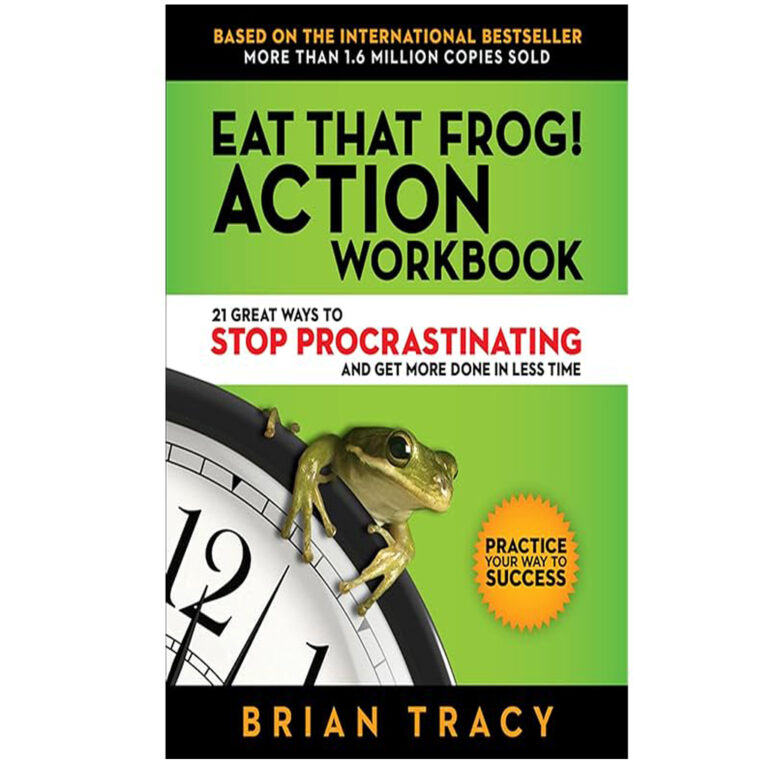 BASED ON THE INTERNATIONAL BESTSELLER
MORE THAN 1.6 MILLION COPIES SOLD
EAT THAT FROG!
ACTION
WORKBOOK
21 GREAT WAYS TO
STOP PROCRASTINATING
AND GET MORE DONE IN LESS TIME
12
1
PRACTICE
YOUR WAY TO
SUCCESS
BRIAN TRACY